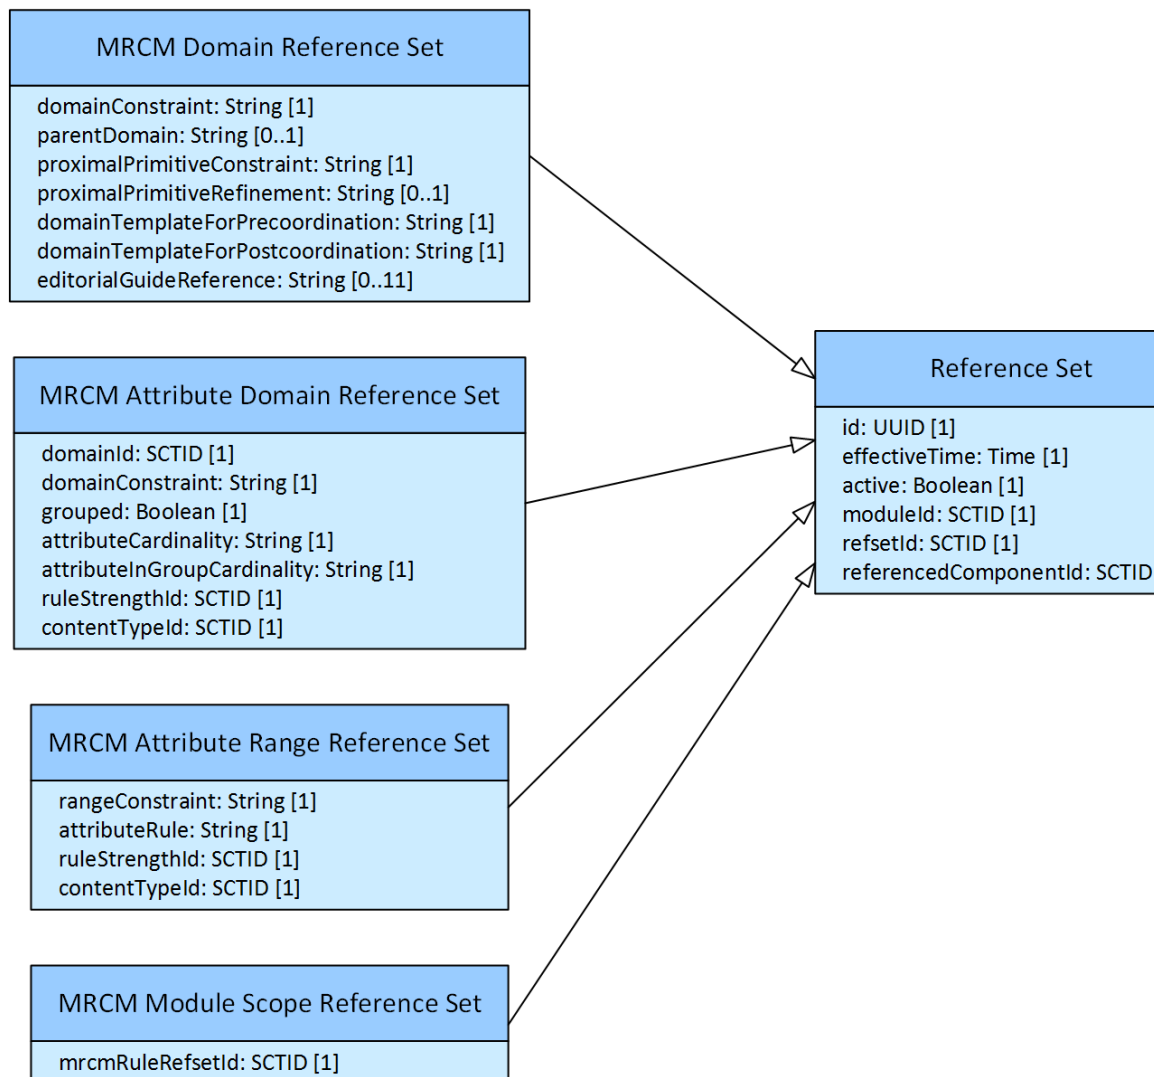 MRCM Domain Reference Set
domainConstraint: String [1]
parentDomain: String [0..1]
proximalPrimitiveConstraint: String [1]
proximalPrimitiveRefinement: String [0..1]
domainTemplateForPrecoordination: String [1]
domainTemplateForPostcoordination: String [1]
editorialGuideReference: String [0..11]
MRCM Attribute Domain Reference Set
domainId: SCTID [1]
domainConstraint: String [1]
grouped: Boolean [1]
attributeCardinality: String [1]
attributeInGroupCardinality: String [1]
ruleStrengthId: SCTID [1]
contentTypeId: SCTID [1]
MRCM Attribute Range Reference Set
rangeConstraint: String [1]
attributeRule: String [1]
ruleStrengthId: SCTID [1]
contentTypeId: SCTID [1]
MRCM Module Scope Reference Set
mrcmRuleRefsetId: SCTID [1]
Reference Set
id: UUID [1]
effectiveTime: Time [1]
active: Boolean [1]
moduleId: SCTID [1]
refsetId: SCTID [1]
referencedComponentId: SCTID